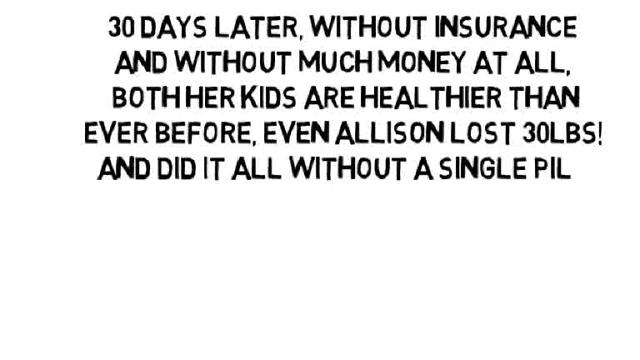 30 DAYS LATER, WITHOUT INSURANCE
AND WITHOUT MUCH MONEY AT ALL,
BOTH HER KIDS ARE HEALTHIER THAN
EVER BEFORE, EVEN ALLISON LOST 30LBS!
AND DID IT ALL WITHOUT A SINGLE PIL